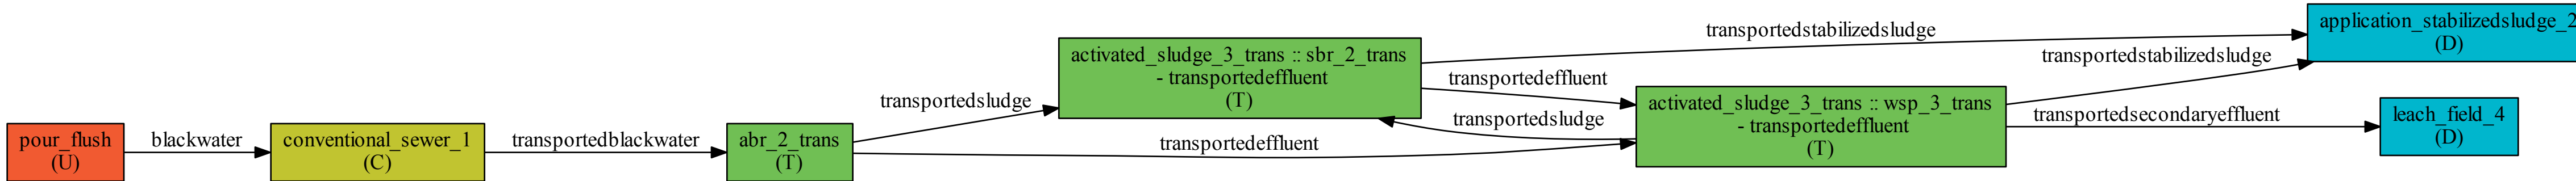 pour_flush
(U)
blackwater
conventional_sewer_1
(C)
transportedblackwater
abr_2_trans
(T)
transportedsludge
transportedeffluent
activated_sludge_3_trans :: sbr_2_trans
- transportedeffluent
(T)
transportedstabilizedsludge
transportedeffluent
transportedsludge
activated_sludge_3_trans :: wsp_3_trans
- transportedeffluent
(T)
transportedstabilizedsludge
transportedsecondaryeffluent
application_stabilizedsludge_2
(D)
leach_field_4
(D)